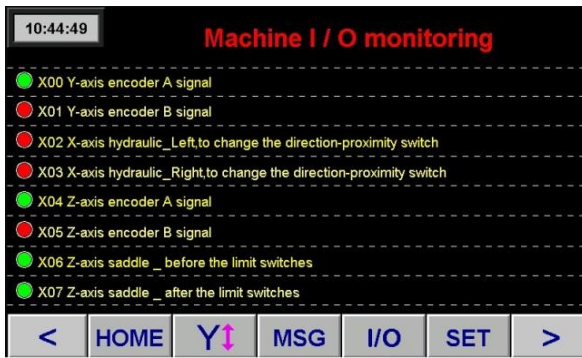 10:44:49
Machine I / O monitoring
X00 Y-axis encoder A signal
X01 Y-axis encoder B signal
X02 X-axis hydraulic_Left,to change the direction-proximity switch
X03 X-axis hydraulic_Right,to change the direction-proximity switch
X04 Z-axis encoder A signal
X05 Z-axis encoder B signal
X06 Z-axis saddle _ before the limit switches
X07 Z-axis saddle _ after the limit switches
< HOME Y MSG I/O SET >